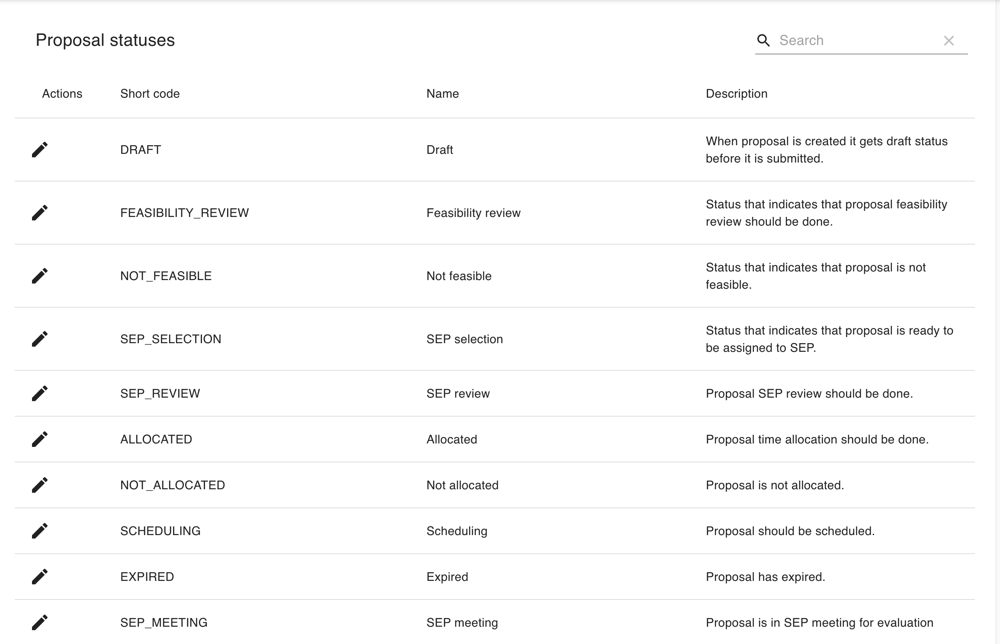 Proposal statuses
Search
Actions Short code Name Description
DRAFT Draft When proposal is created it gets draft status
before it is submitted.
FEASIBILITY_REVIEW Feasibility review Status that indicates that proposal feasibility
review should be done.
NOT_FEASIBLE Not feasible Status that indicates that proposal is not
feasible.
SEP_SELECTION SEP selection Status that indicates that proposal is ready to
be assigned to SEP.
SEP_REVIEW SEP review Proposal SEP review should be done.
ALLOCATED Allocated Proposal time allocation should be done.
NOT_ALLOCATED Not allocated Proposal is not allocated.
SCHEDULING Scheduling Proposal should be scheduled.
EXPIRED Expired Proposal has expired.
SEP_MEETING SEP meeting Proposal is in SEP meeting for evaluation